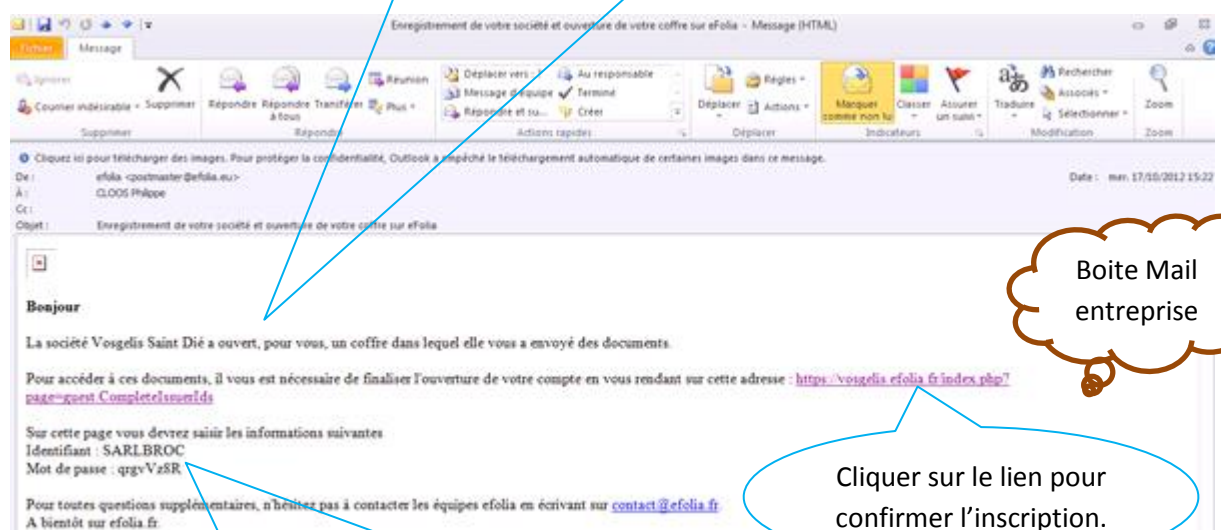 Enregistrement de votre société et ouverture de votre coffre sur eFolia - Message (HTML)
Fichier Message
Ignorer
Courrier indésirable
Supprimer
Répondre
Répondre à tous
Transférer
Réunion
Plus
Déplacer vers : ?
Message d'équipe
Répondre et su...
Au responsable
Terminé
Créer
Déplacer
Règles
Actions
Marquer comme non lu
Classer
Assurer un suivi
Traduire
Rechercher
Associés
Sélectionner
Zoom
Supprimer Répondre Actions rapides Déplacer Indicateurs Modification Zoom
Cliquez ici pour télécharger des images. Pour protéger la confidentialité, Outlook a empêché le téléchargement automatique de certaines images dans ce message.
De : efolia <postmaster@efolia.eu> Date : mer. 17/10/2012 15:22
À : CLOOS Philippe
Cc :
Objet : Enregistrement de votre société et ouverture de votre coffre sur eFolia
Boite Mail
entreprise
Bonjour
La société Vosgelis Saint Dié a ouvert, pour vous, un coffre dans lequel elle vous a envoyé des documents.
Pour accéder à ces documents, il vous est nécessaire de finaliser l'ouverture de votre compte en vous rendant sur cette adresse : https://vosgelis.efolia.fr/index.php?
page=guest.CompleteIssuerIds
Sur cette page vous devrez saisir les informations suivantes
Identifiant : SARLBROC
Mot de passe : qrgvVz8R
Cliquer sur le lien pour
confirmer l'inscription.
Pour toutes questions supplémentaires, n'hésitez pas à contacter les équipes efolia en écrivant sur contact@efolia.fr.
A bientôt sur efolia.fr.